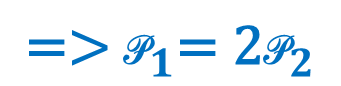 => 𝒫₁ = 2𝒫₂